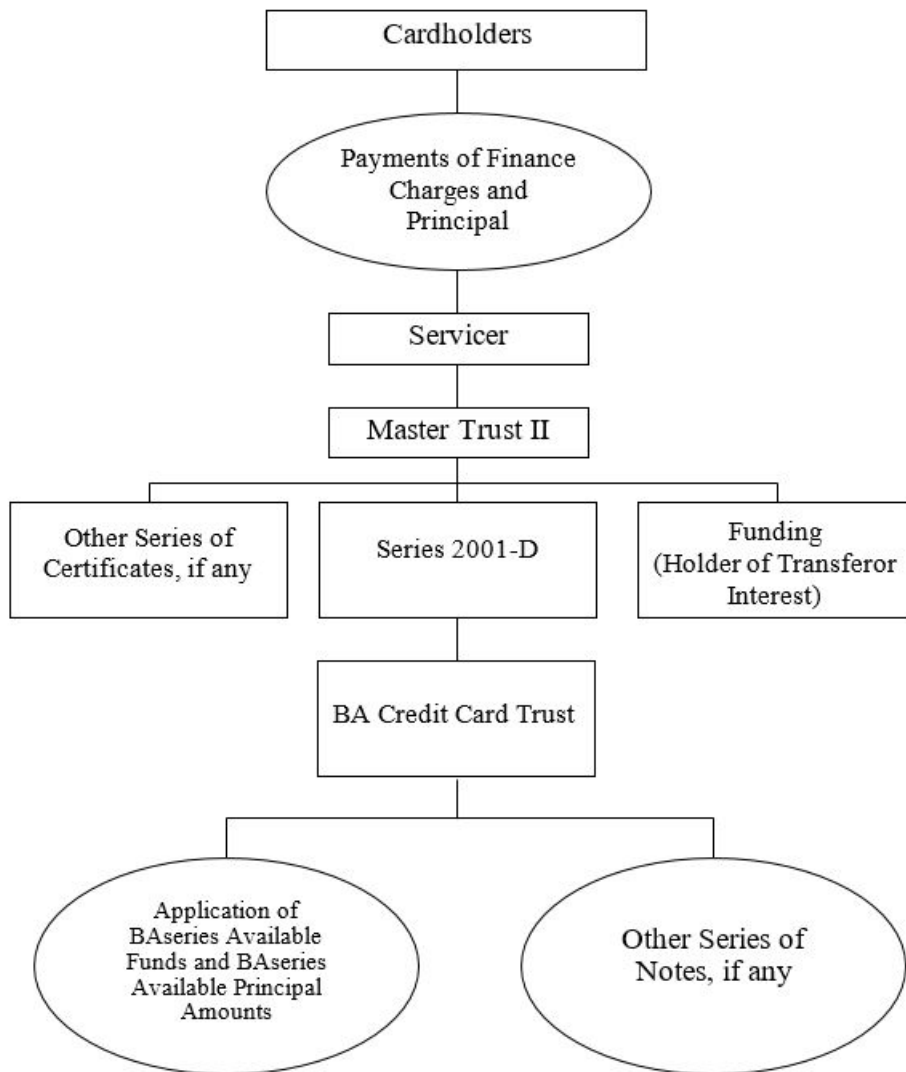 Cardholders
Payments of Finance
Charges and
Principal
Servicer
Master Trust II
Other Series of
Certificates, if any
Series 2001-D
Funding
(Holder of Transferor
Interest)
BA Credit Card Trust
Application of
BAseries Available
Funds and BAseries
Available Principal
Amounts
Other Series of
Notes, if any